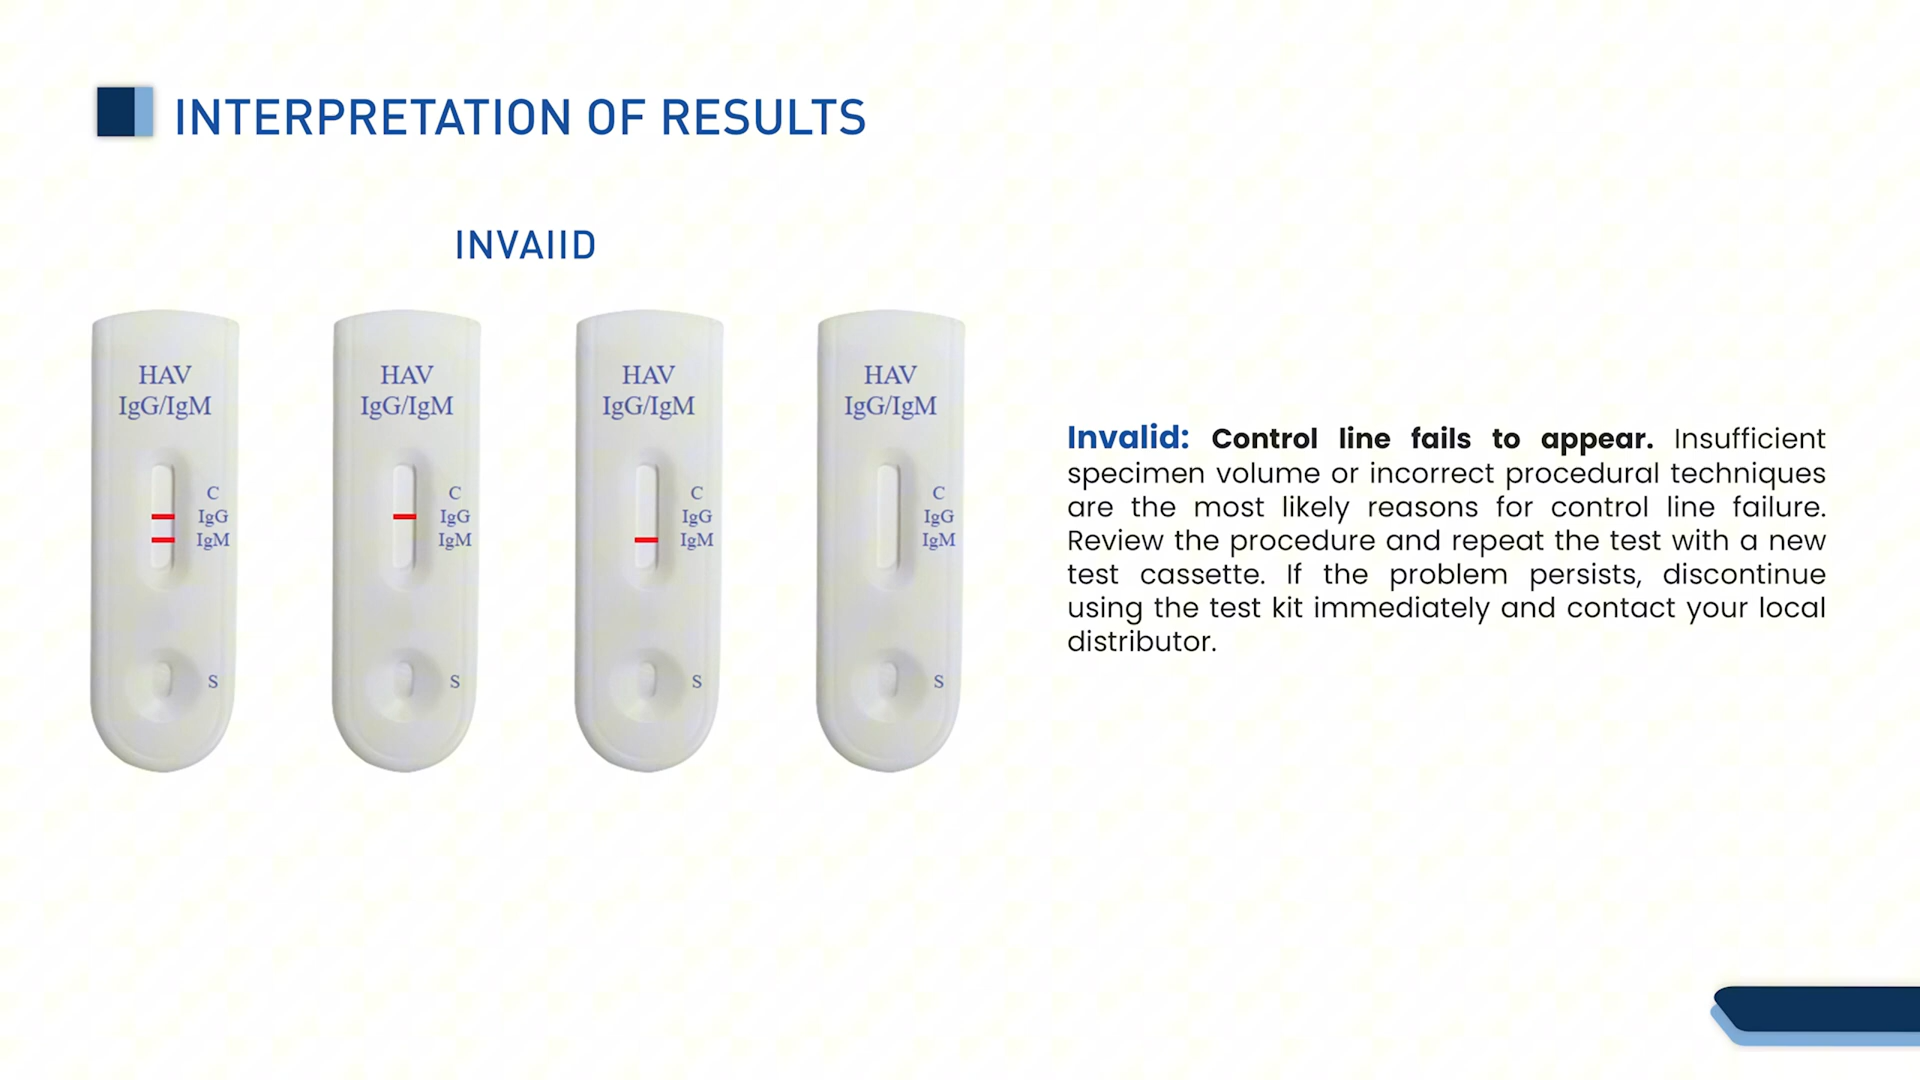 INTERPRETATION OF RESULTS
INVAIID
HAV
IgG/IgM
C
IgG
IgM
S
HAV
IgG/IgM
C
IgG
IgM
S
HAV
IgG/IgM
C
IgG
IgM
S
HAV
IgG/IgM
C
IgG
IgM
S
Invalid: Control line fails to appear. Insufficient
specimen volume or incorrect procedural techniques
are the most likely reasons for control line failure.
Review the procedure and repeat the test with a new
test cassette. If the problem persists, discontinue
using the test kit immediately and contact your local
distributor.